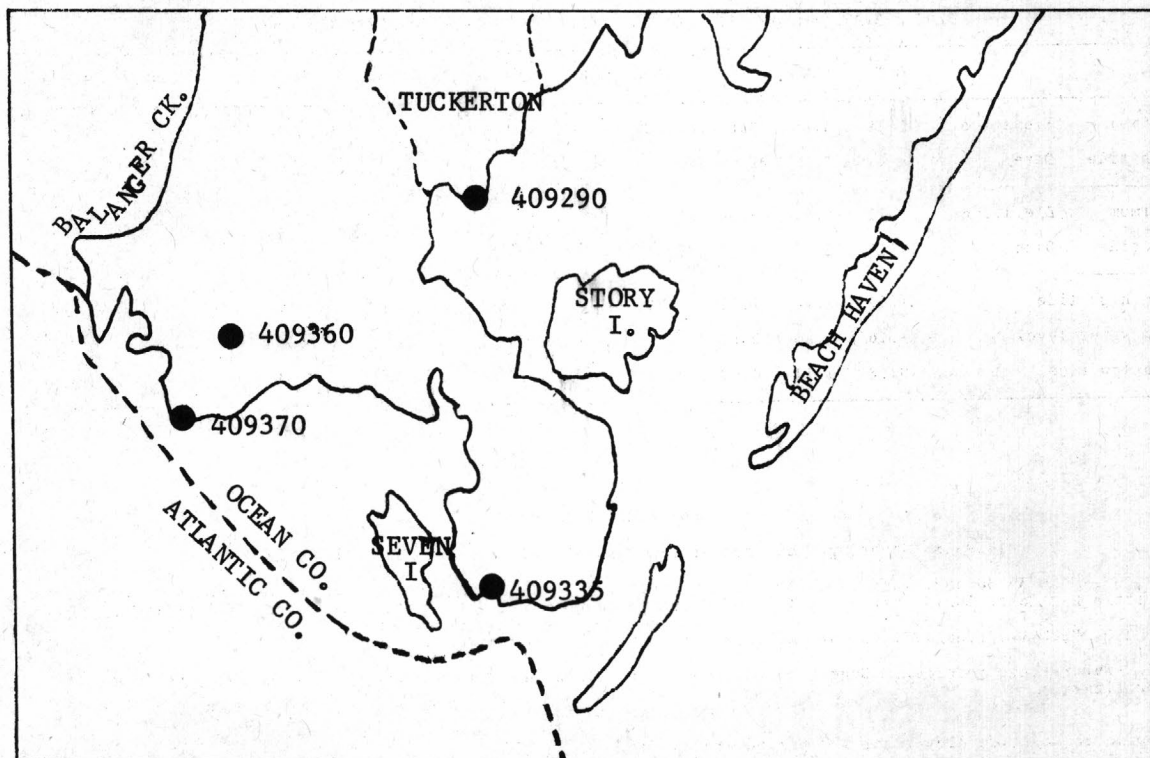 TUCKERTON
BALANGER CK.
409290
STORY
I.
BEACH HAVEN
409360
409370
OCEAN CO.
ATLANTIC CO.
SEVEN
I
409335